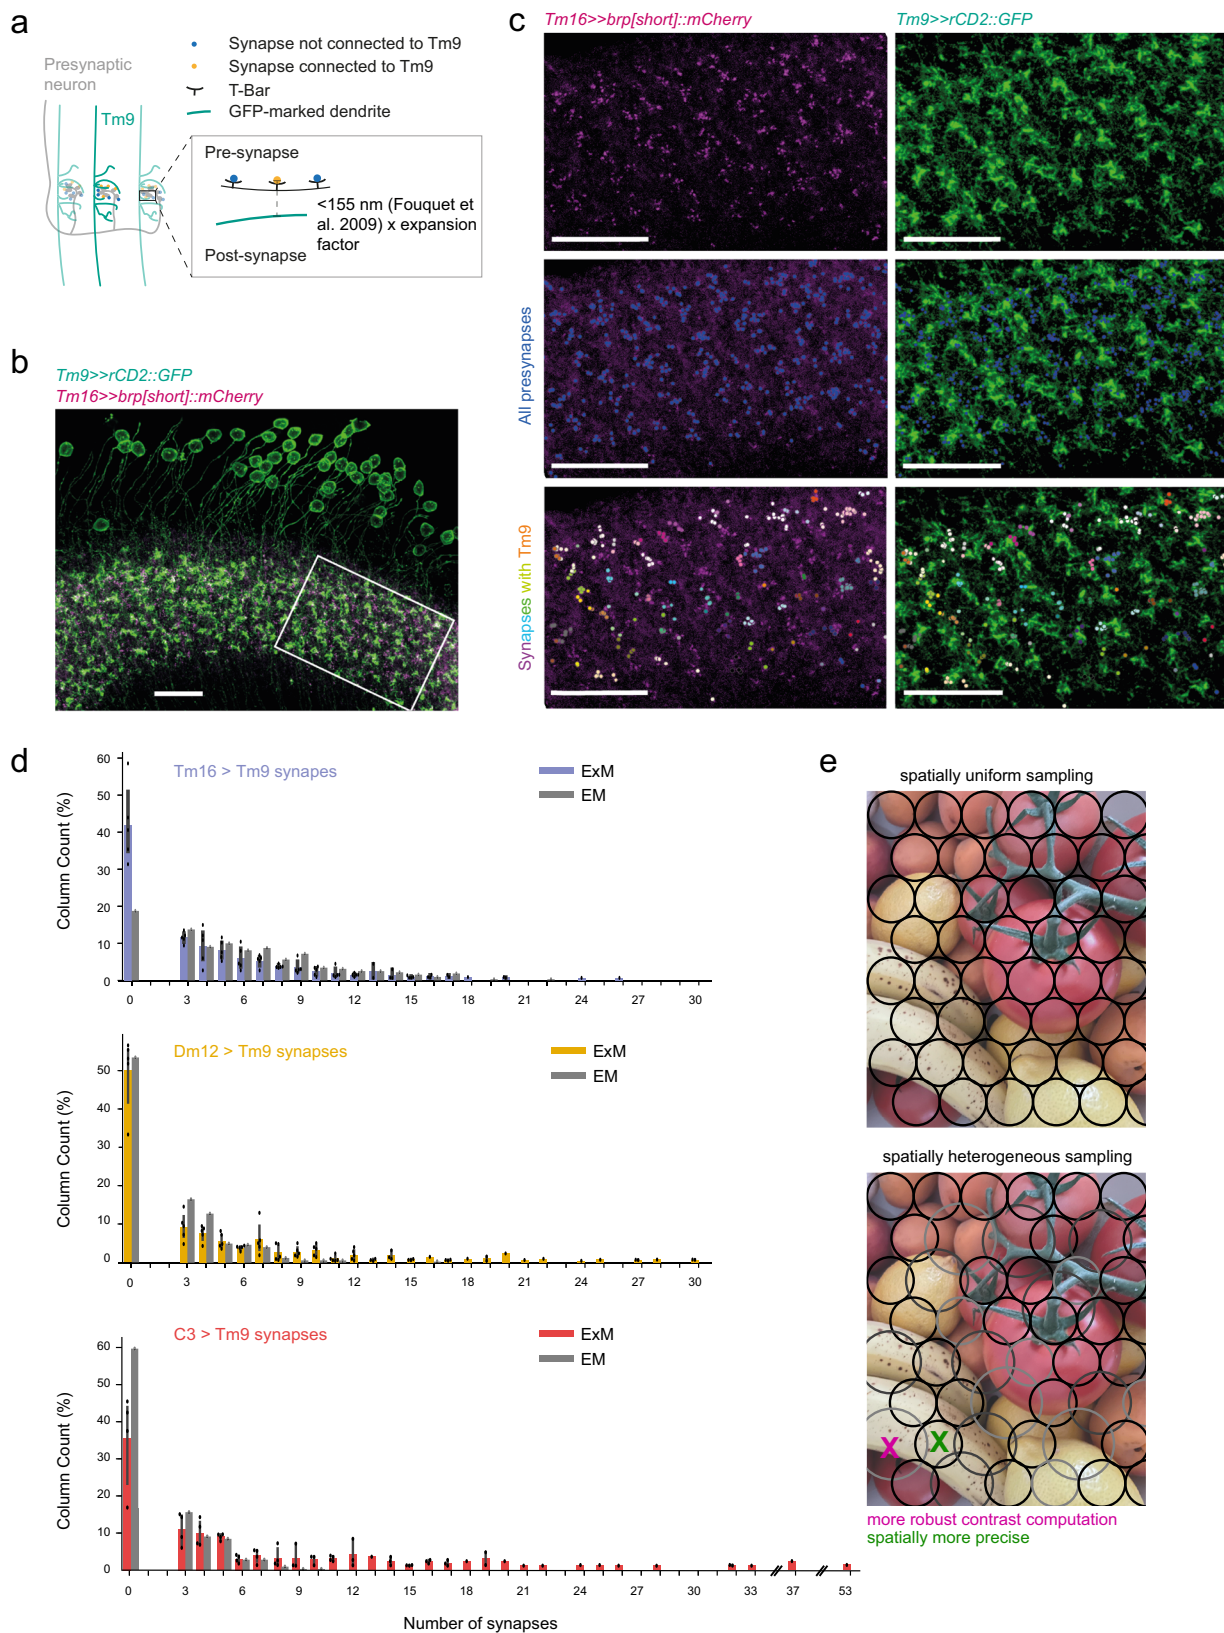 a
Synapse not connected to Tm9
Synapse connected to Tm9
T-Bar
GFP-marked dendrite
Presynaptic
neuron
Tm9
Pre-synapse
<155 nm (Fouquet et
al. 2009) x expansion
factor
Post-synapse
b
Tm9>>rCD2::GFP
Tm16>>brp[short]::mCherry
c
Tm16>>brp[short]::mCherry
Tm9>>rCD2::GFP
All presynapses
Synapses with Tm9
d
Tm16 > Tm9 synapes
ExM
EM
Column Count (%)
60
50
40
30
20
10
0
0 3 6 9 12 15 18 21 24 27 30
Dm12 > Tm9 synapses
ExM
EM
Column Count (%)
50
40
30
20
10
0
0 3 6 9 12 15 18 21 24 27 30
C3 > Tm9 synapses
ExM
EM
Column Count (%)
60
50
40
30
20
10
0
0 3 6 9 12 15 18 21 24 27 30 33 37 53
Number of synapses
e
spatially uniform sampling
spatially heterogeneous sampling
X
X
more robust contrast computation
spatially more precise